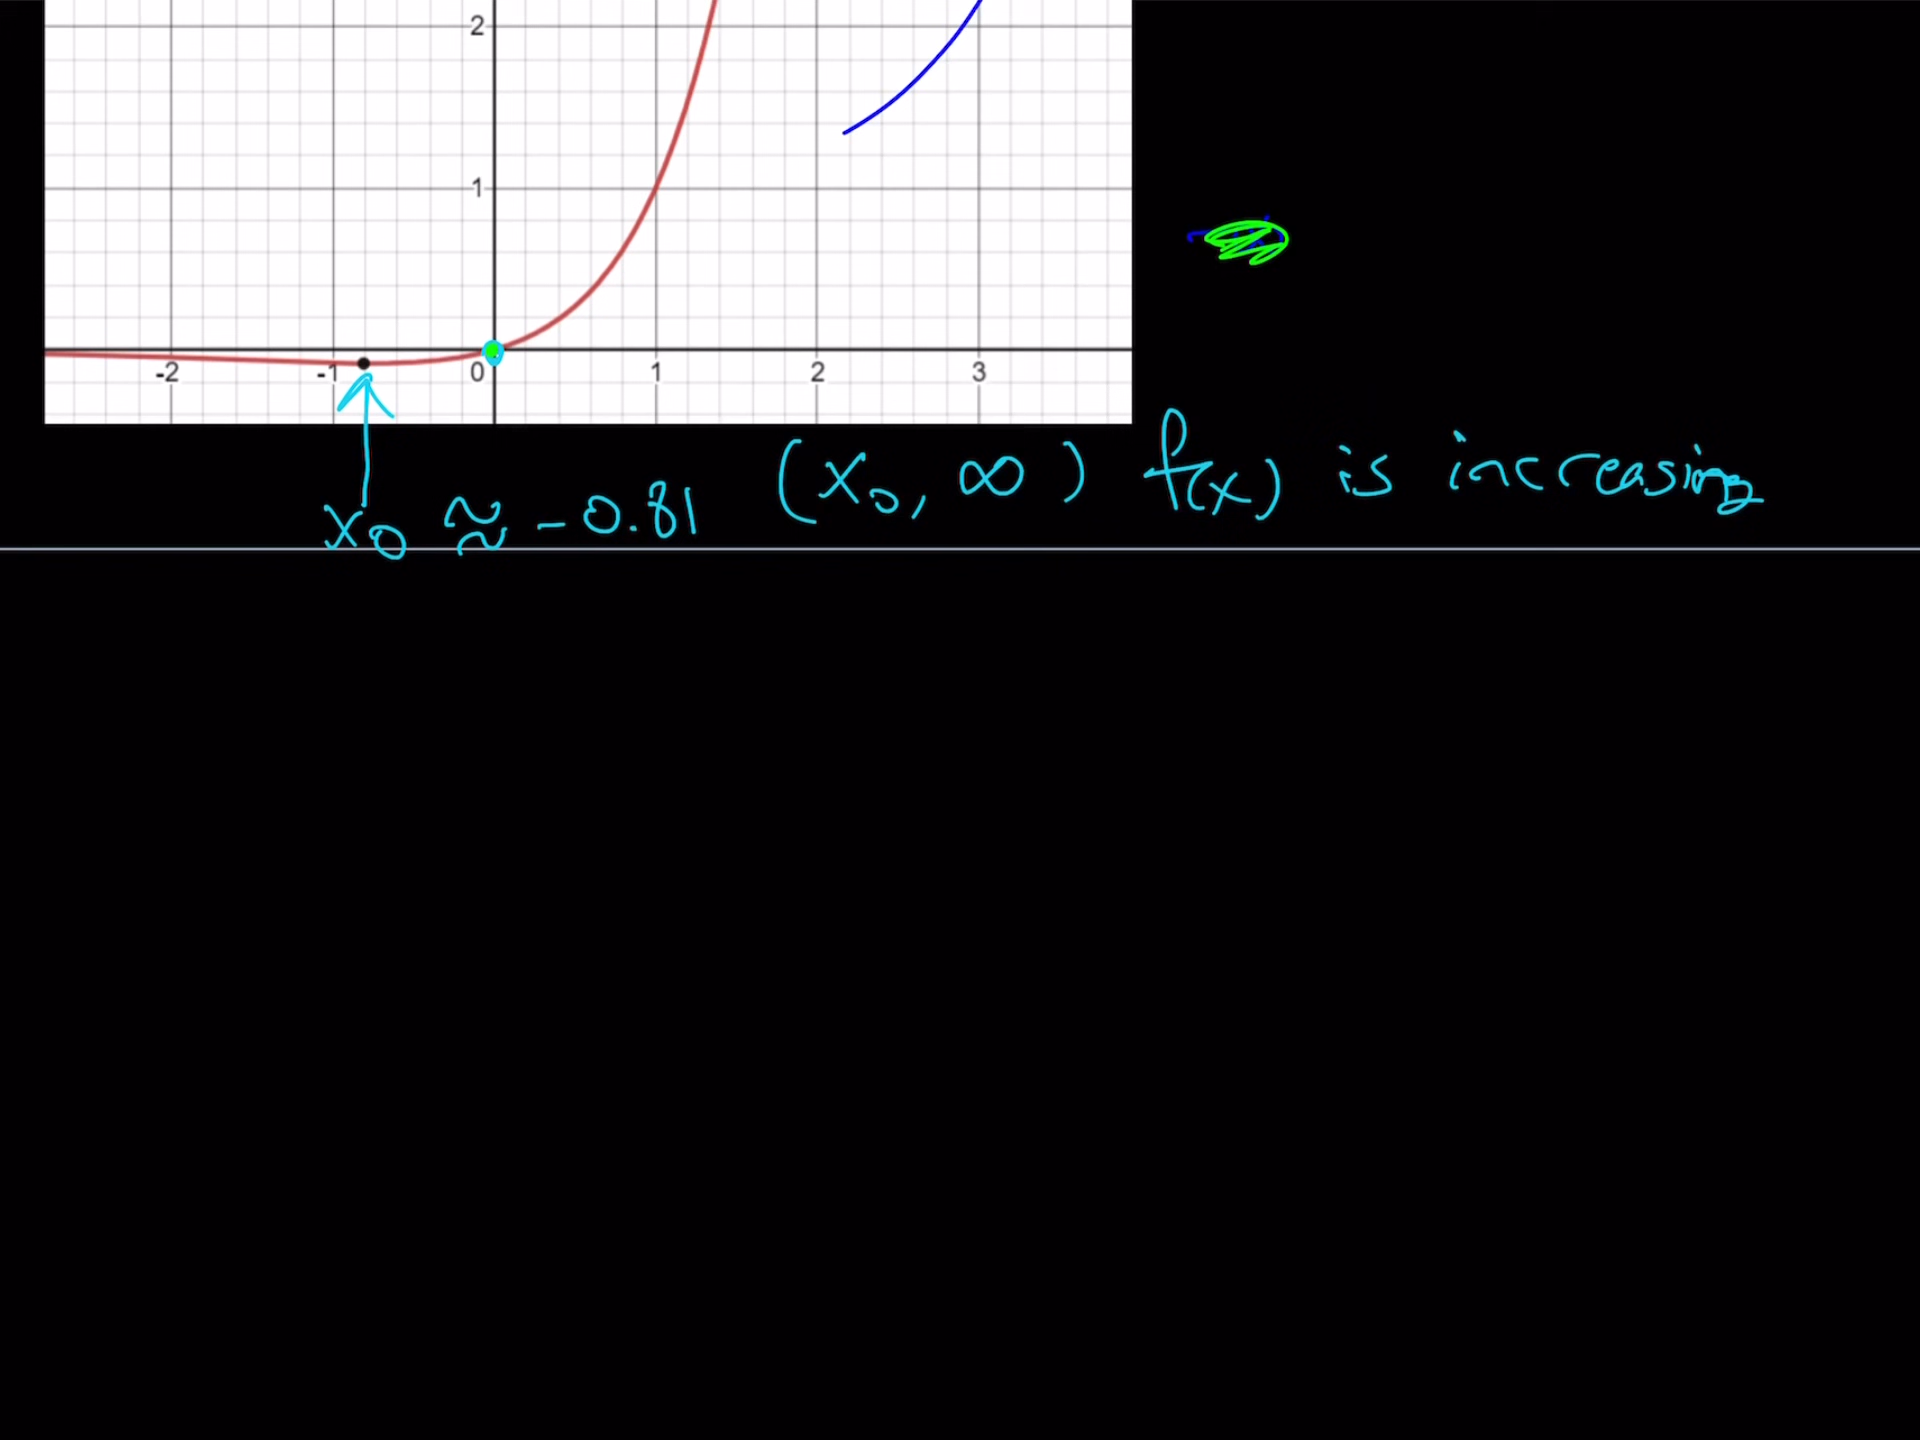 2
1
-2 -1 0 1 2 3
(x₀, ∞) f(x) is increasing
x₀ ≈ -0.81